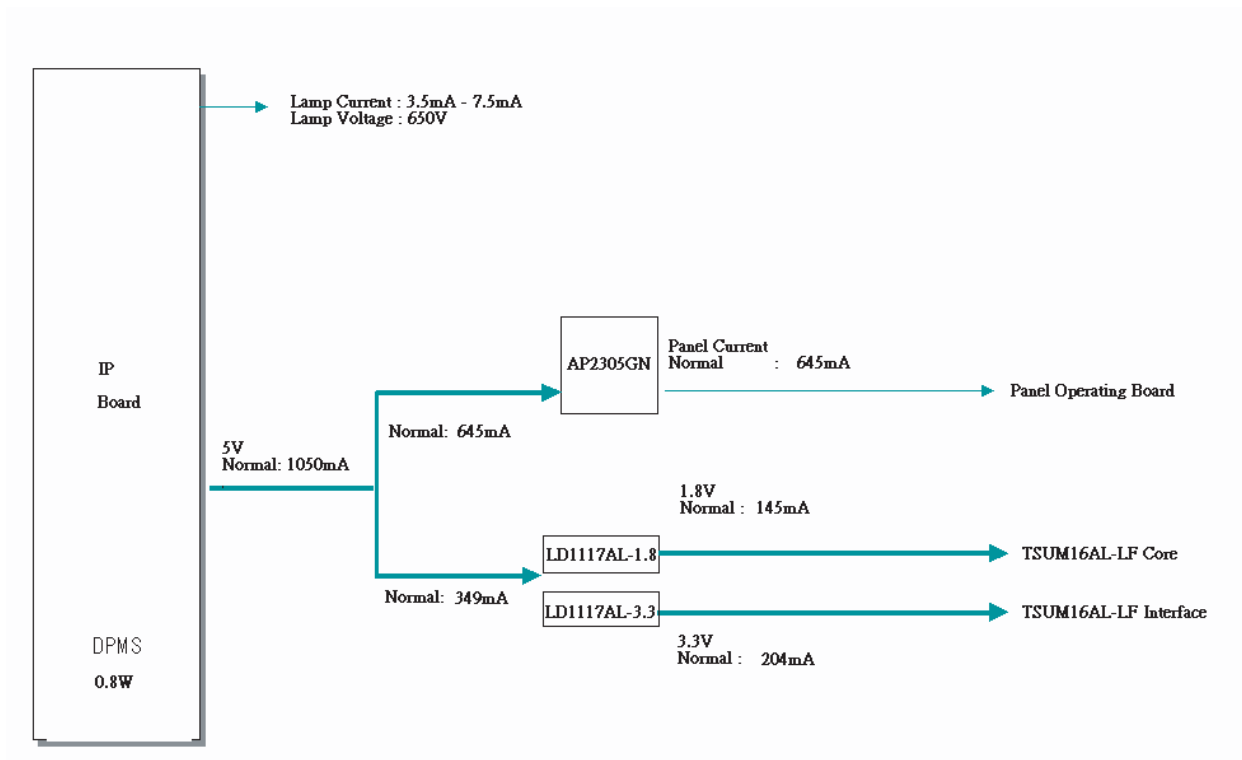 Lamp Current : 3.5mA - 7.5mA
Lamp Voltage : 650V
IP
Board
AP2305GN
Panel Current
Normal : 645mA
Panel Operating Board
Normal: 645mA
5V
Normal: 1050mA
1.8V
Normal : 145mA
LD1117AL-1.8
TSUM16AL-LF Core
Normal: 349mA
LD1117AL-3.3
TSUM16AL-LF Interface
3.3V
Normal : 204mA
DPMS
0.8W